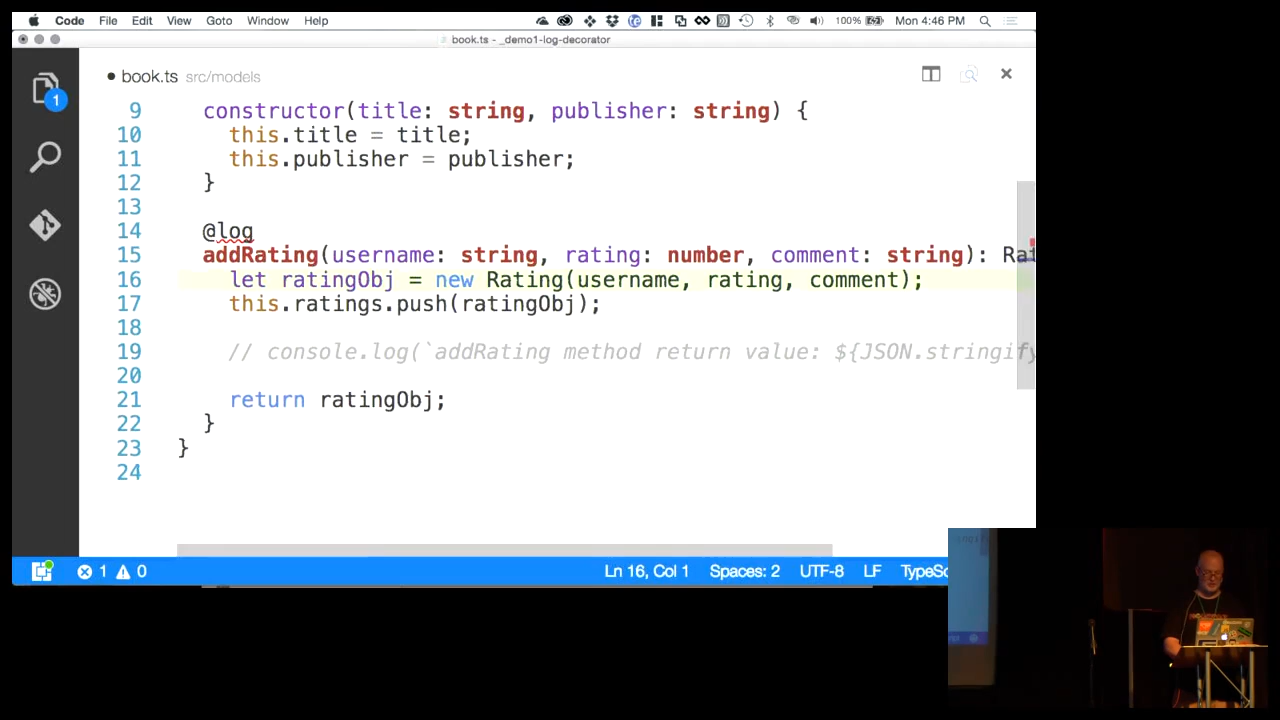 Code File Edit View Goto Window Help 100% Mon 4:46 PM
book.ts - _demo1-log-decorator
book.ts src/models
1
9 constructor(title: string, publisher: string) {
10 this.title = title;
11 this.publisher = publisher;
12 }
13
14 @log
15 addRating(username: string, rating: number, comment: string): Rat
16 let ratingObj = new Rating(username, rating, comment);
17 this.ratings.push(ratingObj);
18
19 // console.log(`addRating method return value: ${JSON.stringify
20
21 return ratingObj;
22 }
23 }
24
1 0 Ln 16, Col 1 Spaces: 2 UTF-8 LF TypeSc